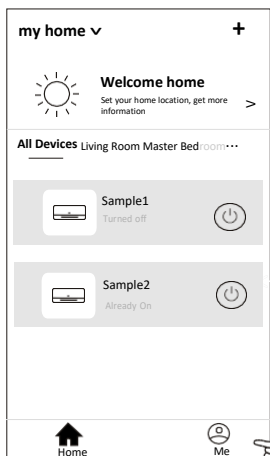 my home
+
Welcome home
Set your home location, get more
information
>
All Devices Living Room Master Bedroom...
Sample1
Turned off
Sample2
Already On
Home
Me